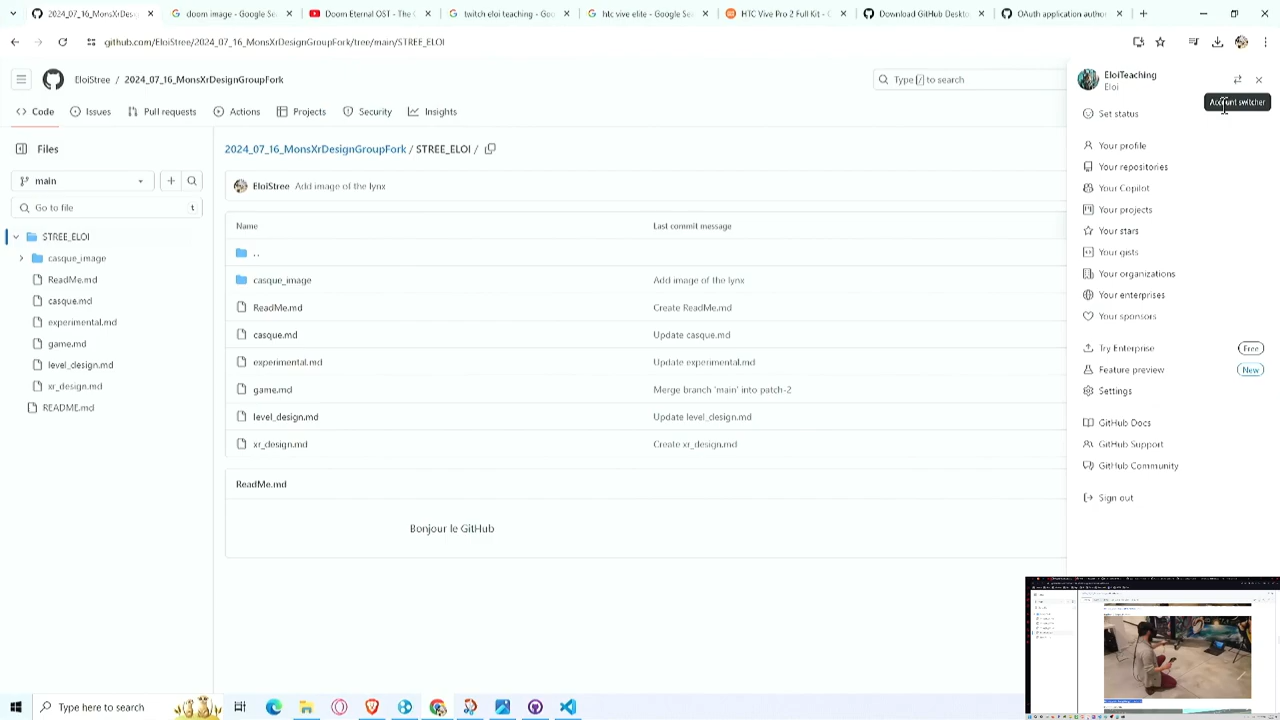 2024_07_16_MonsXrDesignGroupFork
doom image - Google S
Doom Eternal OST - The C
twitch eloi teaching - Goo
htc vive elite - Google Se
HTC Vive Pro 2 Full Kit - C
Download GitHub Deskto
OAuth application author
github.com/EloiStree/2024_07_16_MonsXrDesignGroupFork/tree/main/STREE_ELOI
EloiStree / 2024_07_16_MonsXrDesignGroupFork
Type / to search
EloiTeaching
Eloi
Account switcher
Code
Issues
Pull requests
Actions
Projects
Security
Insights
Set status
Files
2024_07_16_MonsXrDesignGroupFork / STREE_ELOI /
Your profile
Your repositories
main
EloiStree Add image of the lynx
Your Copilot
Go to file
t
Your projects
Name
Last commit message
Your stars
STREE_ELOI
..
Your gists
casque_image
casque_image
Add image of the lynx
Your organizations
ReadMe.md
ReadMe.md
Create ReadMe.md
Your enterprises
casque.md
casque.md
Update casque.md
Your sponsors
experimental.md
experimental.md
Update experimental.md
Try Enterprise
Free
game.md
game.md
Merge branch 'main' into patch-2
Feature preview
New
level_design.md
level_design.md
Update level_design.md
Settings
xr_design.md
xr_design.md
Create xr_design.md
README.md
GitHub Docs
GitHub Support
GitHub Community
ReadMe.md
Sign out
Bonjour le GitHub
Type here to search